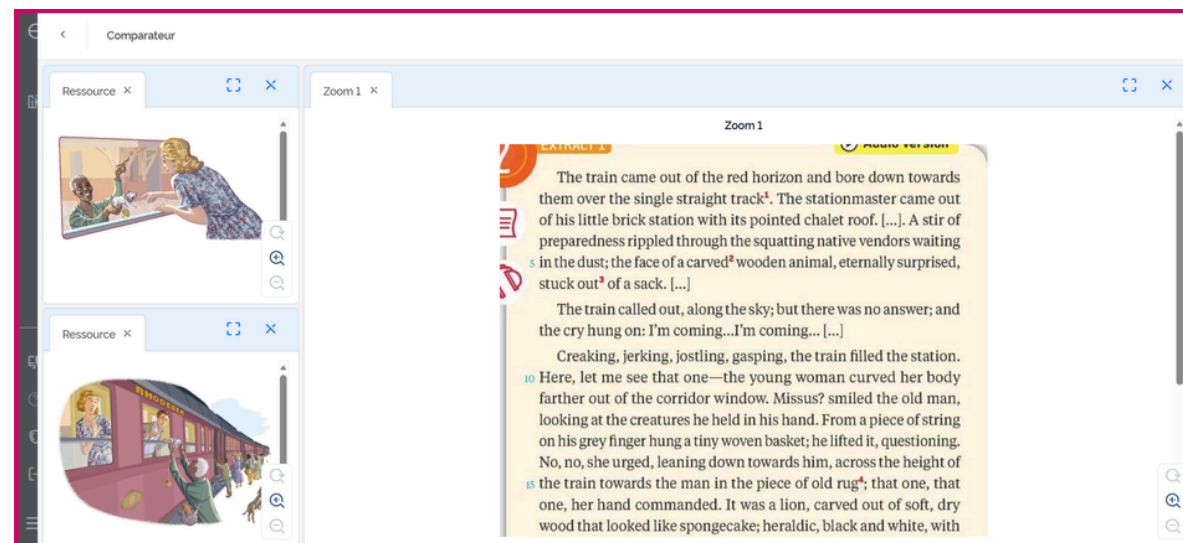 Comparateur
Ressource
Zoom 1
Zoom 1
EXTRACT 1
Audio version
The train came out of the red horizon and bore down towards
them over the single straight track¹. The stationmaster came out
of his little brick station with its pointed chalet roof. [...]. A stir of
preparedness rippled through the squatting native vendors waiting
5 in the dust; the face of a carved² wooden animal, eternally surprised,
stuck out³ of a sack. [...]
The train called out, along the sky; but there was no answer; and
the cry hung on: I'm coming...I'm coming... [...]
Creaking, jerking, jostling, gasping, the train filled the station.
10 Here, let me see that one—the young woman curved her body
farther out of the corridor window. Missus? smiled the old man,
looking at the creatures he held in his hand. From a piece of string
on his grey finger hung a tiny woven basket; he lifted it, questioning.
No, no, she urged, leaning down towards him, across the height of
15 the train towards the man in the piece of old rug⁴; that one, that
one, her hand commanded. It was a lion, carved out of soft, dry
wood that looked like spongecake; heraldic, black and white, with
Ressource
RHODESIA